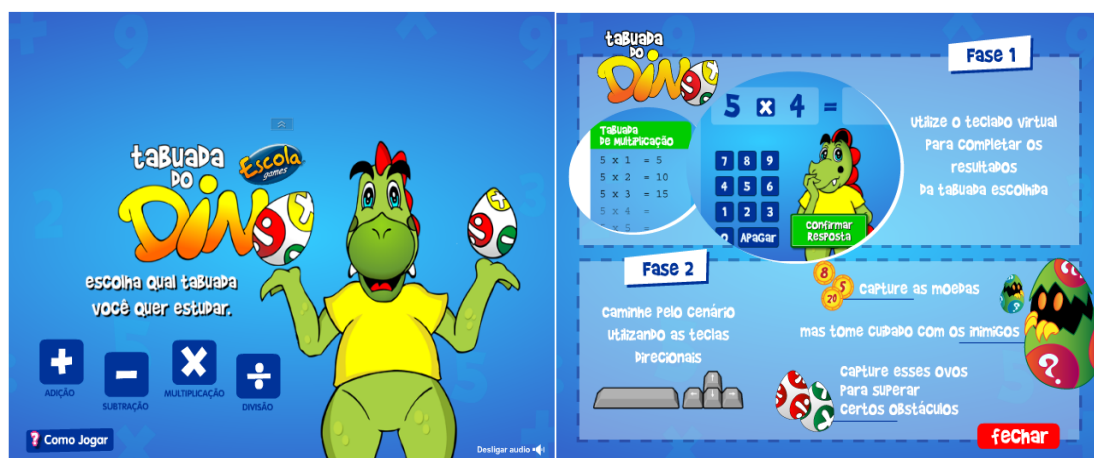 tabuada
do
Dino
Escola
games
escolha qual tabuada
você quer estudar.
+
ADIÇÃO
−
SUBTRAÇÃO
×
MULTIPLICAÇÃO
÷
DIVISÃO
? Como Jogar
Desligar audio
tabuada
do
Dino
Fase 1
5 x 4 =
Tabuada
de Multiplicação
5 x 1 = 5
5 x 2 = 10
5 x 3 = 15
5 x 4 =
5 x 5 =
7 8 9
4 5 6
1 2 3
0 Apagar
Confirmar
Resposta
Utilize o teclado virtual
para completar os
resultados
da tabuada escolhida
Fase 2
caminhe pelo cenário
utilizando as teclas
direcionais
8
5
20
capture as moedas
mas tome cuidado com os inimigos
capture esses ovos
para superar
certos obstáculos
fechar